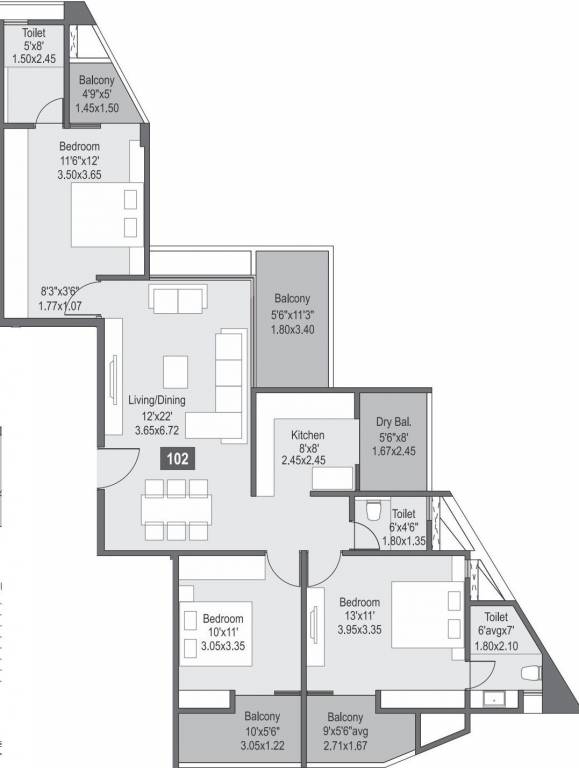 Toilet
5'x8'
1.50x2.45
Balcony
4'9"x5'
1.45x1.50
Bedroom
11'6"x12'
3.50x3.65
8'3"x3'6"
1.77x1.07
Balcony
5'6"x11'3"
1.80x3.40
Living/Dining
12'x22'
3.65x6.72
102
Kitchen
8'x8'
2.45x2.45
Dry Bal.
5'6"x8'
1.67x2.45
Toilet
6'x4'6"
1.80x1.35
Bedroom
10'x11'
3.05x3.35
Bedroom
13'x11'
3.95x3.35
Toilet
6'avgx7'
1.80x2.10
Balcony
10'x5'6"
3.05x1.22
Balcony
9'x5'6"avg
2.71x1.67